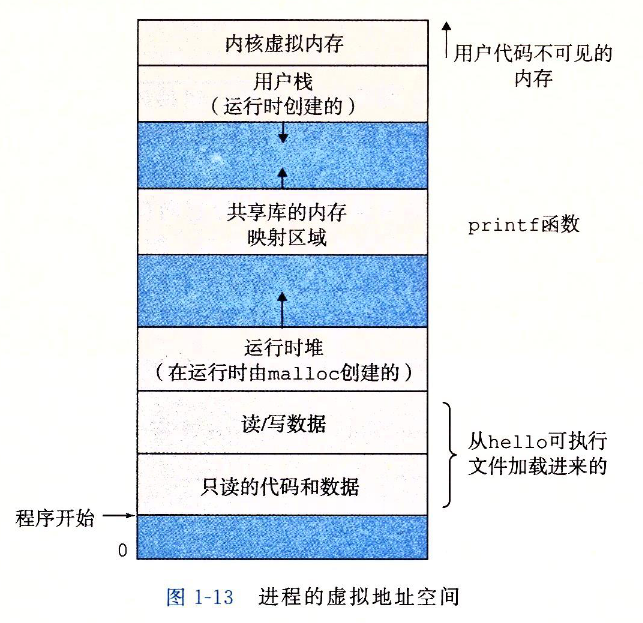 内核虚拟内存
用户代码不可见的
内存
用户栈
（运行时创建的）
共享库的内存
映射区域
printf函数
运行时堆
（在运行时由malloc创建的）
读/写数据
从hello可执行
文件加载进来的
只读的代码和数据
程序开始
0
图 1-13 进程的虚拟地址空间